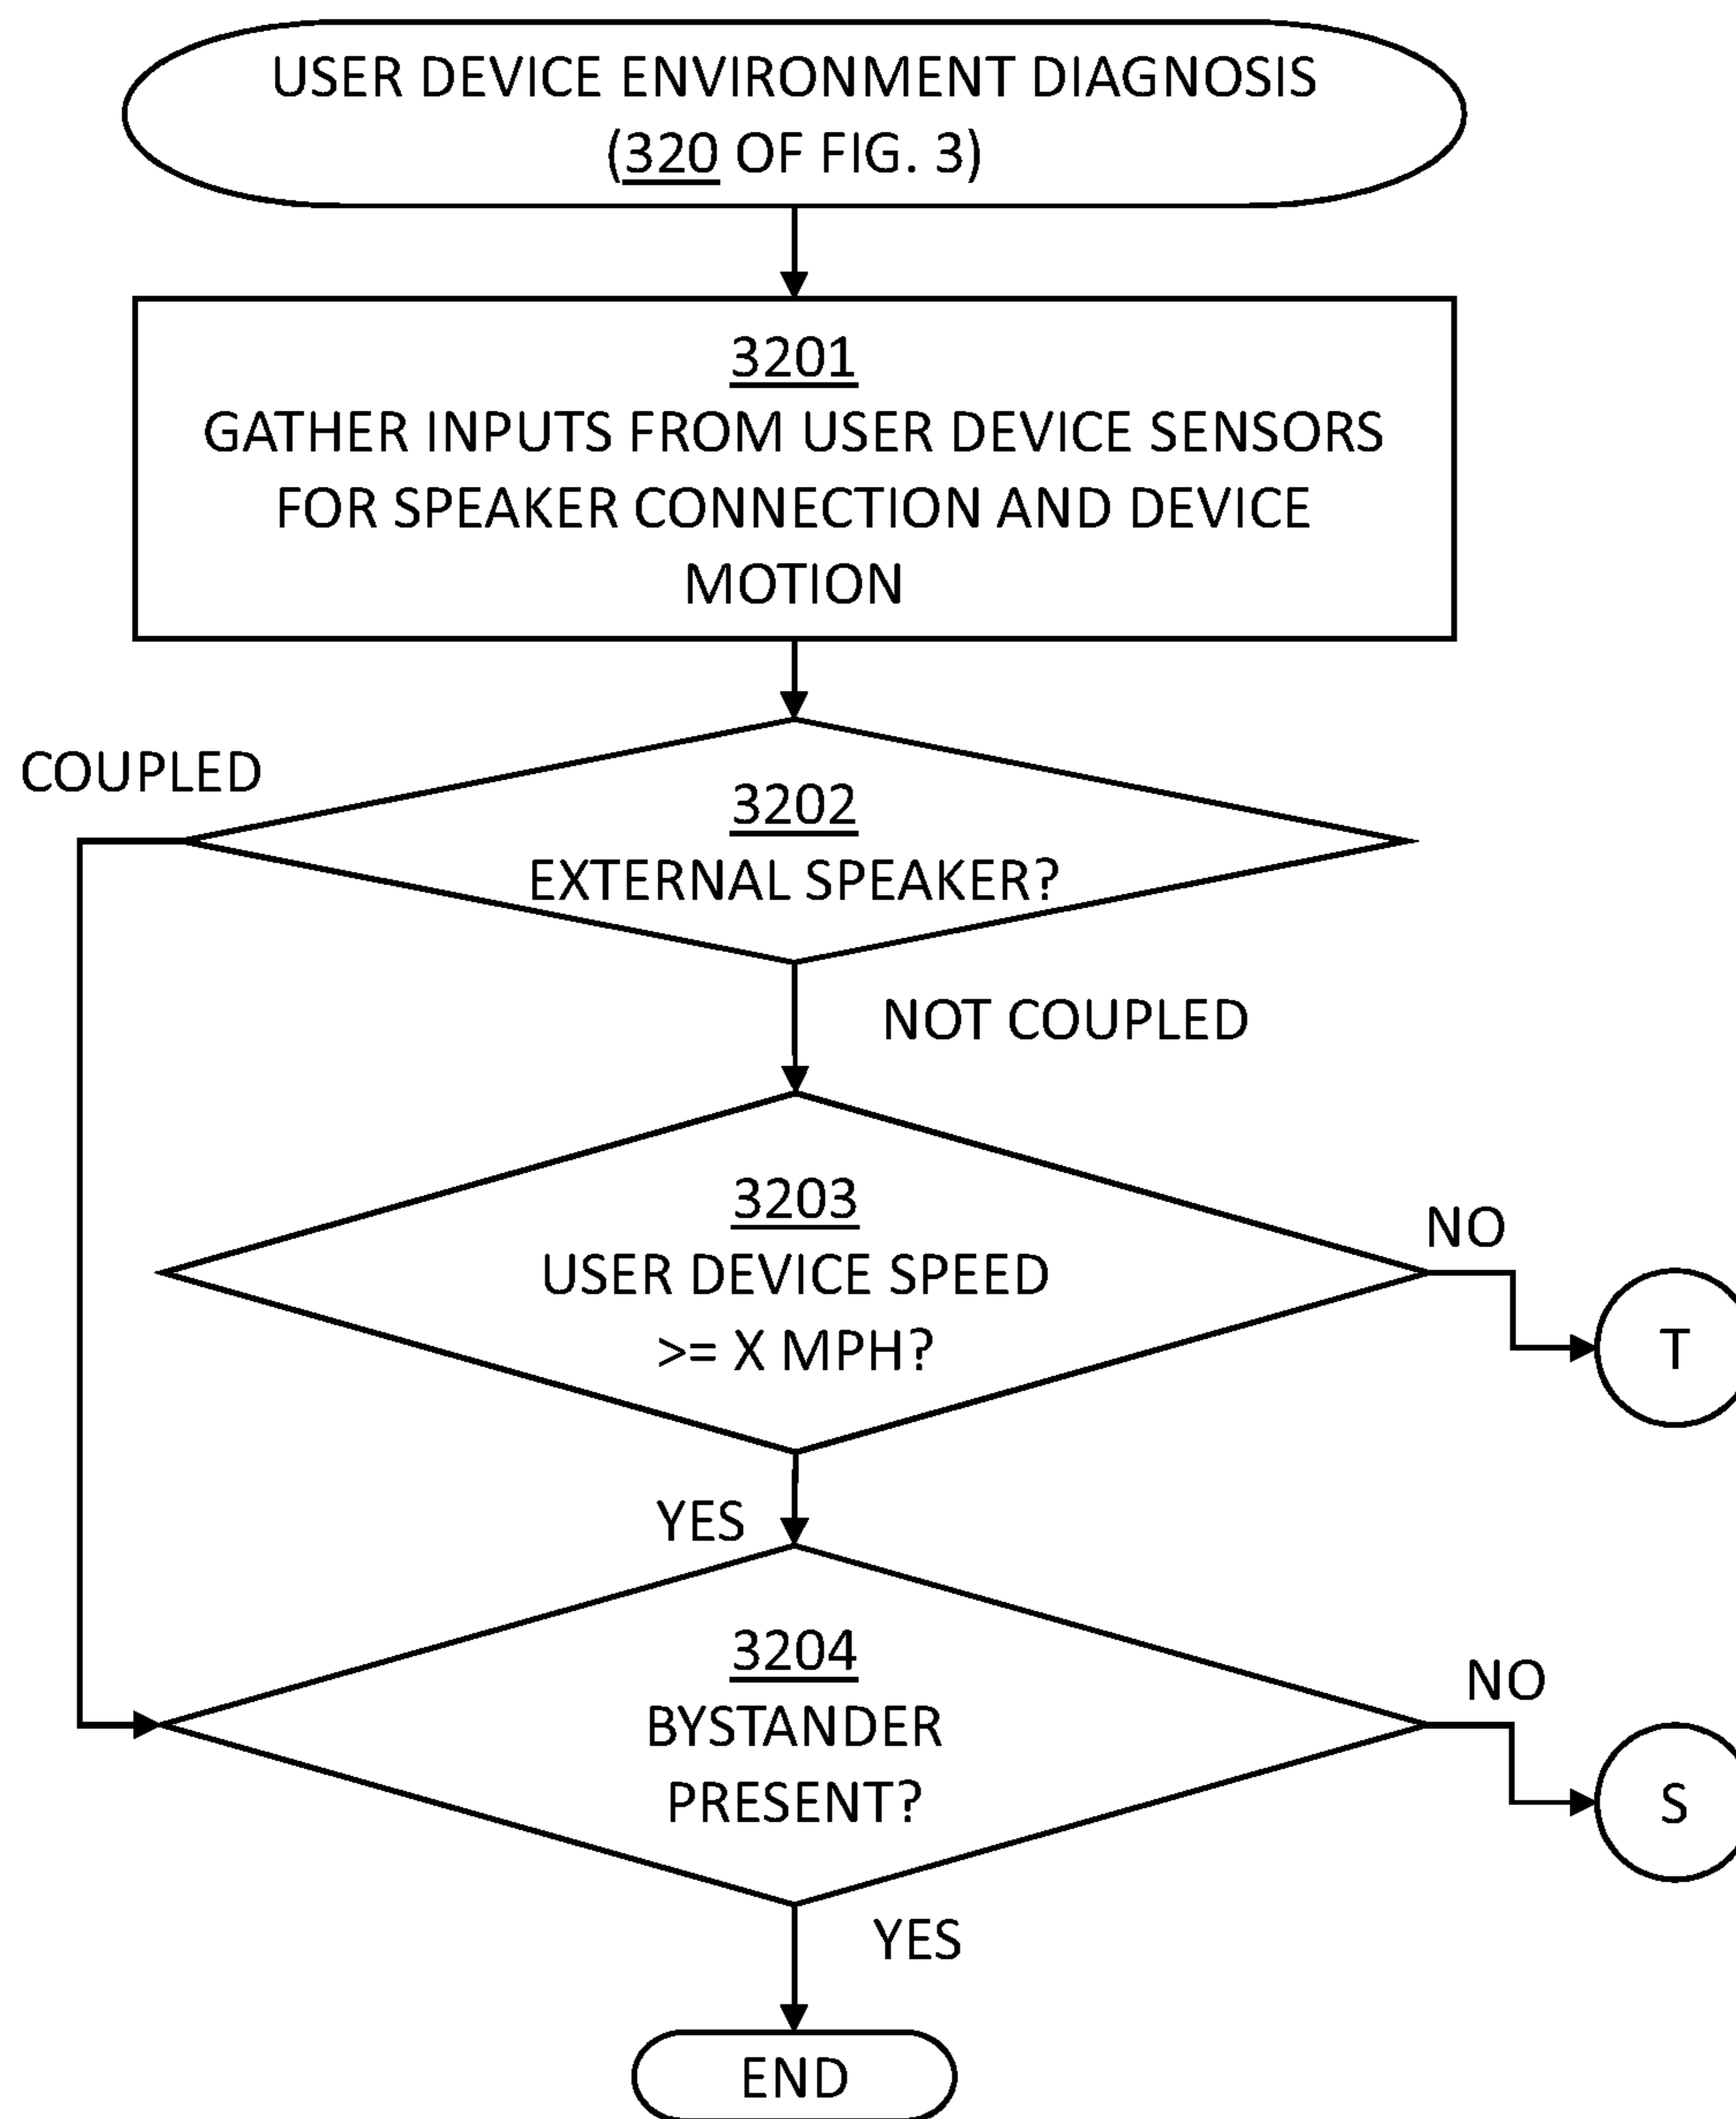 USER DEVICE ENVIRONMENT DIAGNOSIS
(320 OF FIG. 3)
3201
GATHER INPUTS FROM USER DEVICE SENSORS
FOR SPEAKER CONNECTION AND DEVICE
MOTION
COUPLED
3202
EXTERNAL SPEAKER?
NOT COUPLED
3203
USER DEVICE SPEED
>= X MPH?
NO
T
YES
3204
BYSTANDER
PRESENT?
NO
S
YES
END